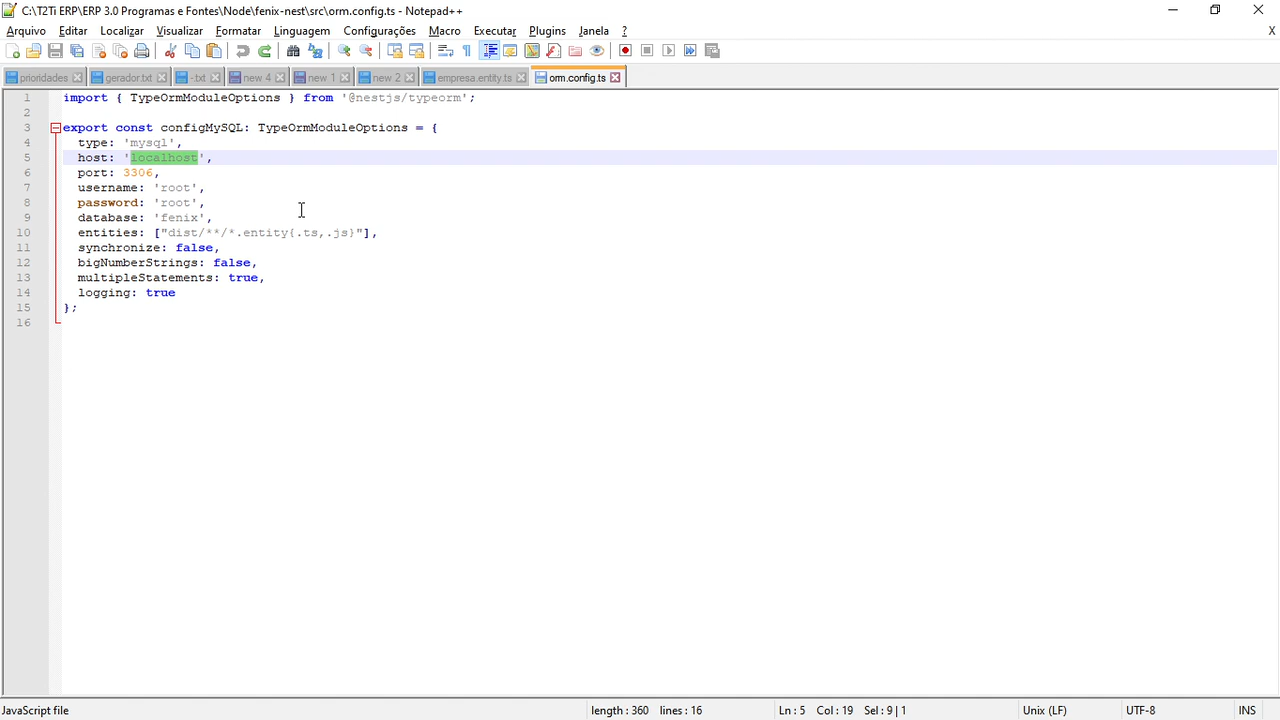 C:\T2Ti ERP\ERP 3.0 Programas e Fontes\Node\fenix-nest\src\orm.config.ts - Notepad++
Arquivo Editar Localizar Visualizar Formatar Linguagem Configurações Macro Executar Plugins Janela ? X
prioridades gerador.txt -.txt new 4 new 1 new 2 empresa.entity.ts orm.config.ts
1 import { TypeOrmModuleOptions } from '@nestjs/typeorm';
2
3 export const configMySQL: TypeOrmModuleOptions = {
4 type: 'mysql',
5 host: 'localhost',
6 port: 3306,
7 username: 'root',
8 password: 'root',
9 database: 'fenix',
10 entities: ["dist/**/*.entity{.ts,.js}"],
11 synchronize: false,
12 bigNumberStrings: false,
13 multipleStatements: true,
14 logging: true
15 };
16
JavaScript file length : 360 lines : 16 Ln : 5 Col : 19 Sel : 9 | 1 Unix (LF) UTF-8 INS